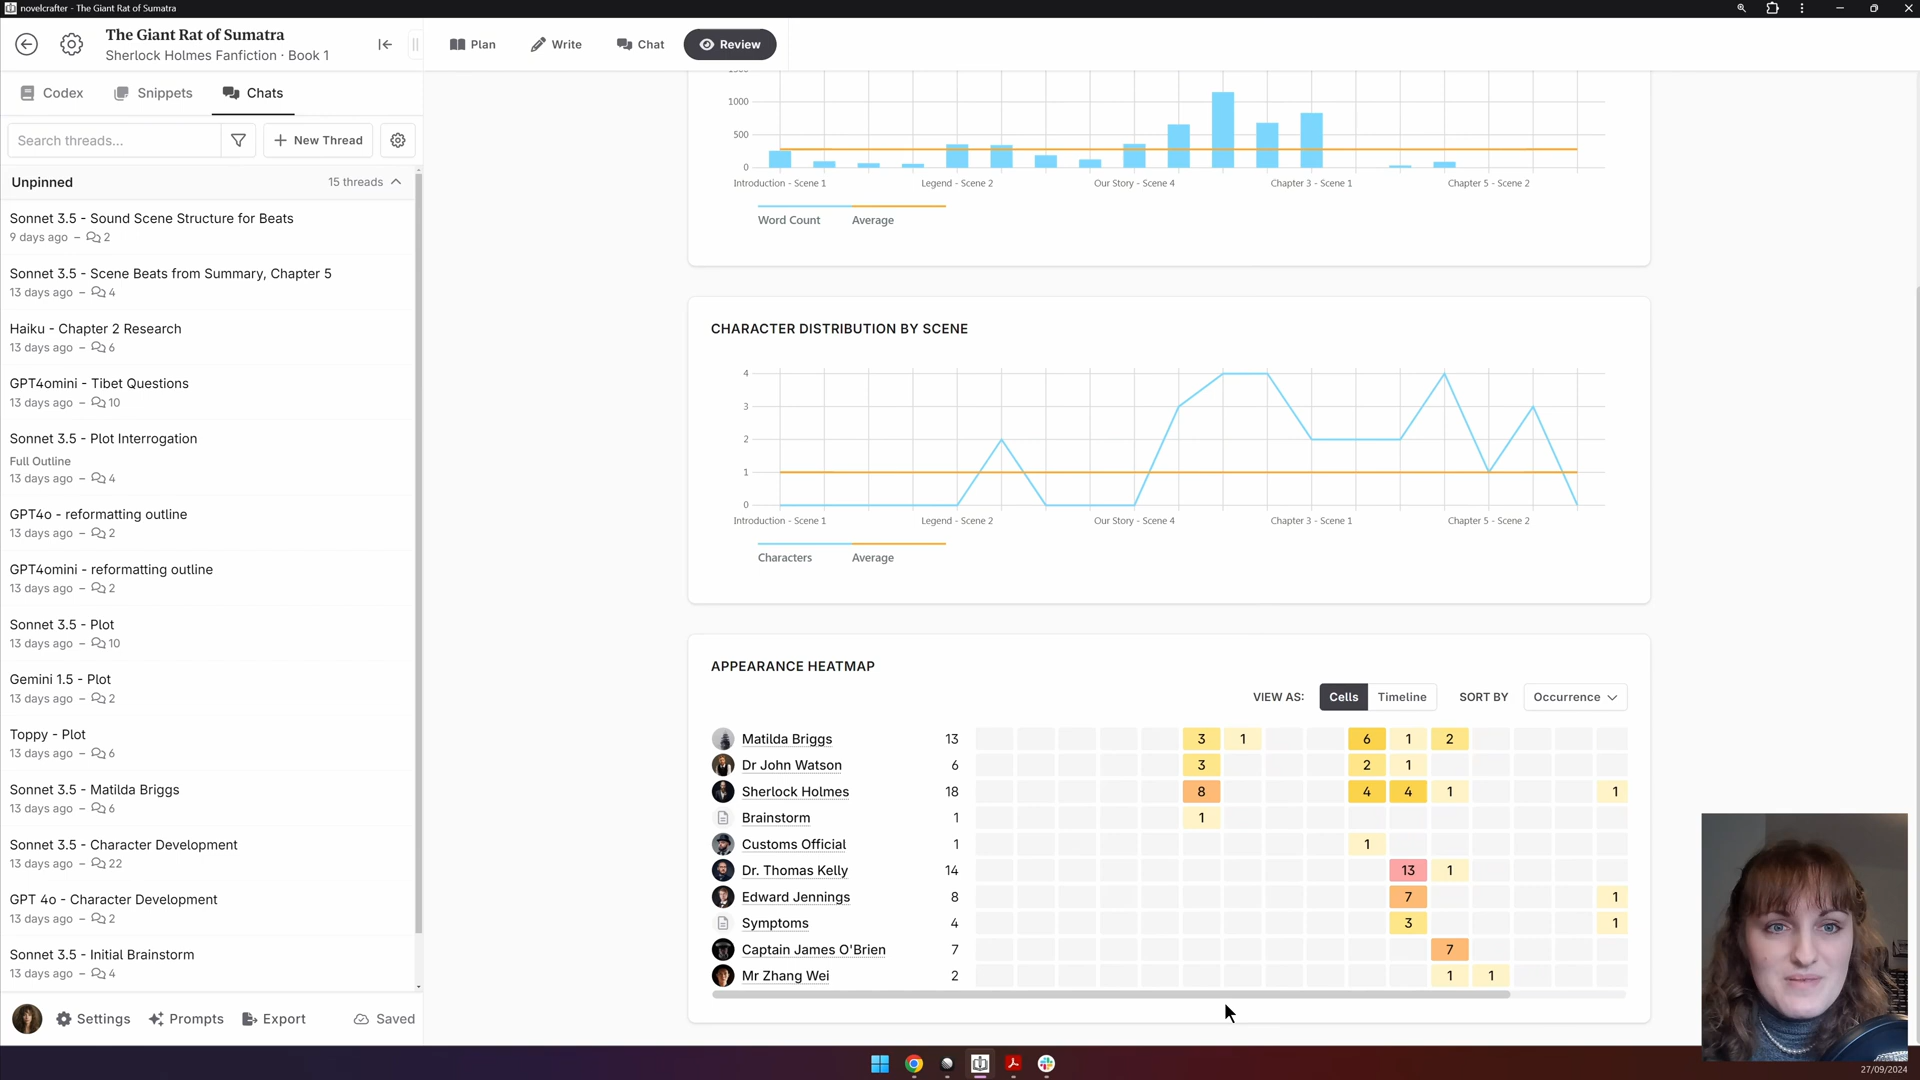 novelcrafter - The Giant Rat of Sumatra
The Giant Rat of Sumatra
Sherlock Holmes Fanfiction · Book 1
Plan
Write
Chat
Review
Codex
Snippets
Chats
Search threads...
New Thread
Unpinned
15 threads
Sonnet 3.5 - Sound Scene Structure for Beats
9 days ago – 2
Sonnet 3.5 - Scene Beats from Summary, Chapter 5
13 days ago – 4
Haiku - Chapter 2 Research
13 days ago – 6
GPT4omini - Tibet Questions
13 days ago – 10
Sonnet 3.5 - Plot Interrogation
Full Outline
13 days ago – 4
GPT4o - reformatting outline
13 days ago – 2
GPT4omini - reformatting outline
13 days ago – 2
Sonnet 3.5 - Plot
13 days ago – 10
Gemini 1.5 - Plot
13 days ago – 2
Toppy - Plot
13 days ago – 6
Sonnet 3.5 - Matilda Briggs
13 days ago – 6
Sonnet 3.5 - Character Development
13 days ago – 22
GPT 4o - Character Development
13 days ago – 2
Sonnet 3.5 - Initial Brainstorm
13 days ago – 4
Settings
Prompts
Export
Saved
1000
500
0
Introduction - Scene 1
Legend - Scene 2
Our Story - Scene 4
Chapter 3 - Scene 1
Chapter 5 - Scene 2
Word Count
Average
CHARACTER DISTRIBUTION BY SCENE
4
3
2
1
0
Introduction - Scene 1
Legend - Scene 2
Our Story - Scene 4
Chapter 3 - Scene 1
Chapter 5 - Scene 2
Characters
Average
APPEARANCE HEATMAP
VIEW AS:
Cells
Timeline
SORT BY
Occurrence
Matilda Briggs 13 3 1 6 1 2
Dr John Watson 6 3 2 1
Sherlock Holmes 18 8 4 4 1 1
Brainstorm 1 1
Customs Official 1 1
Dr. Thomas Kelly 14 13 1
Edward Jennings 8 7 1
Symptoms 4 3 1
Captain James O'Brien 7 7
Mr Zhang Wei 2 1 1
27/09/2024